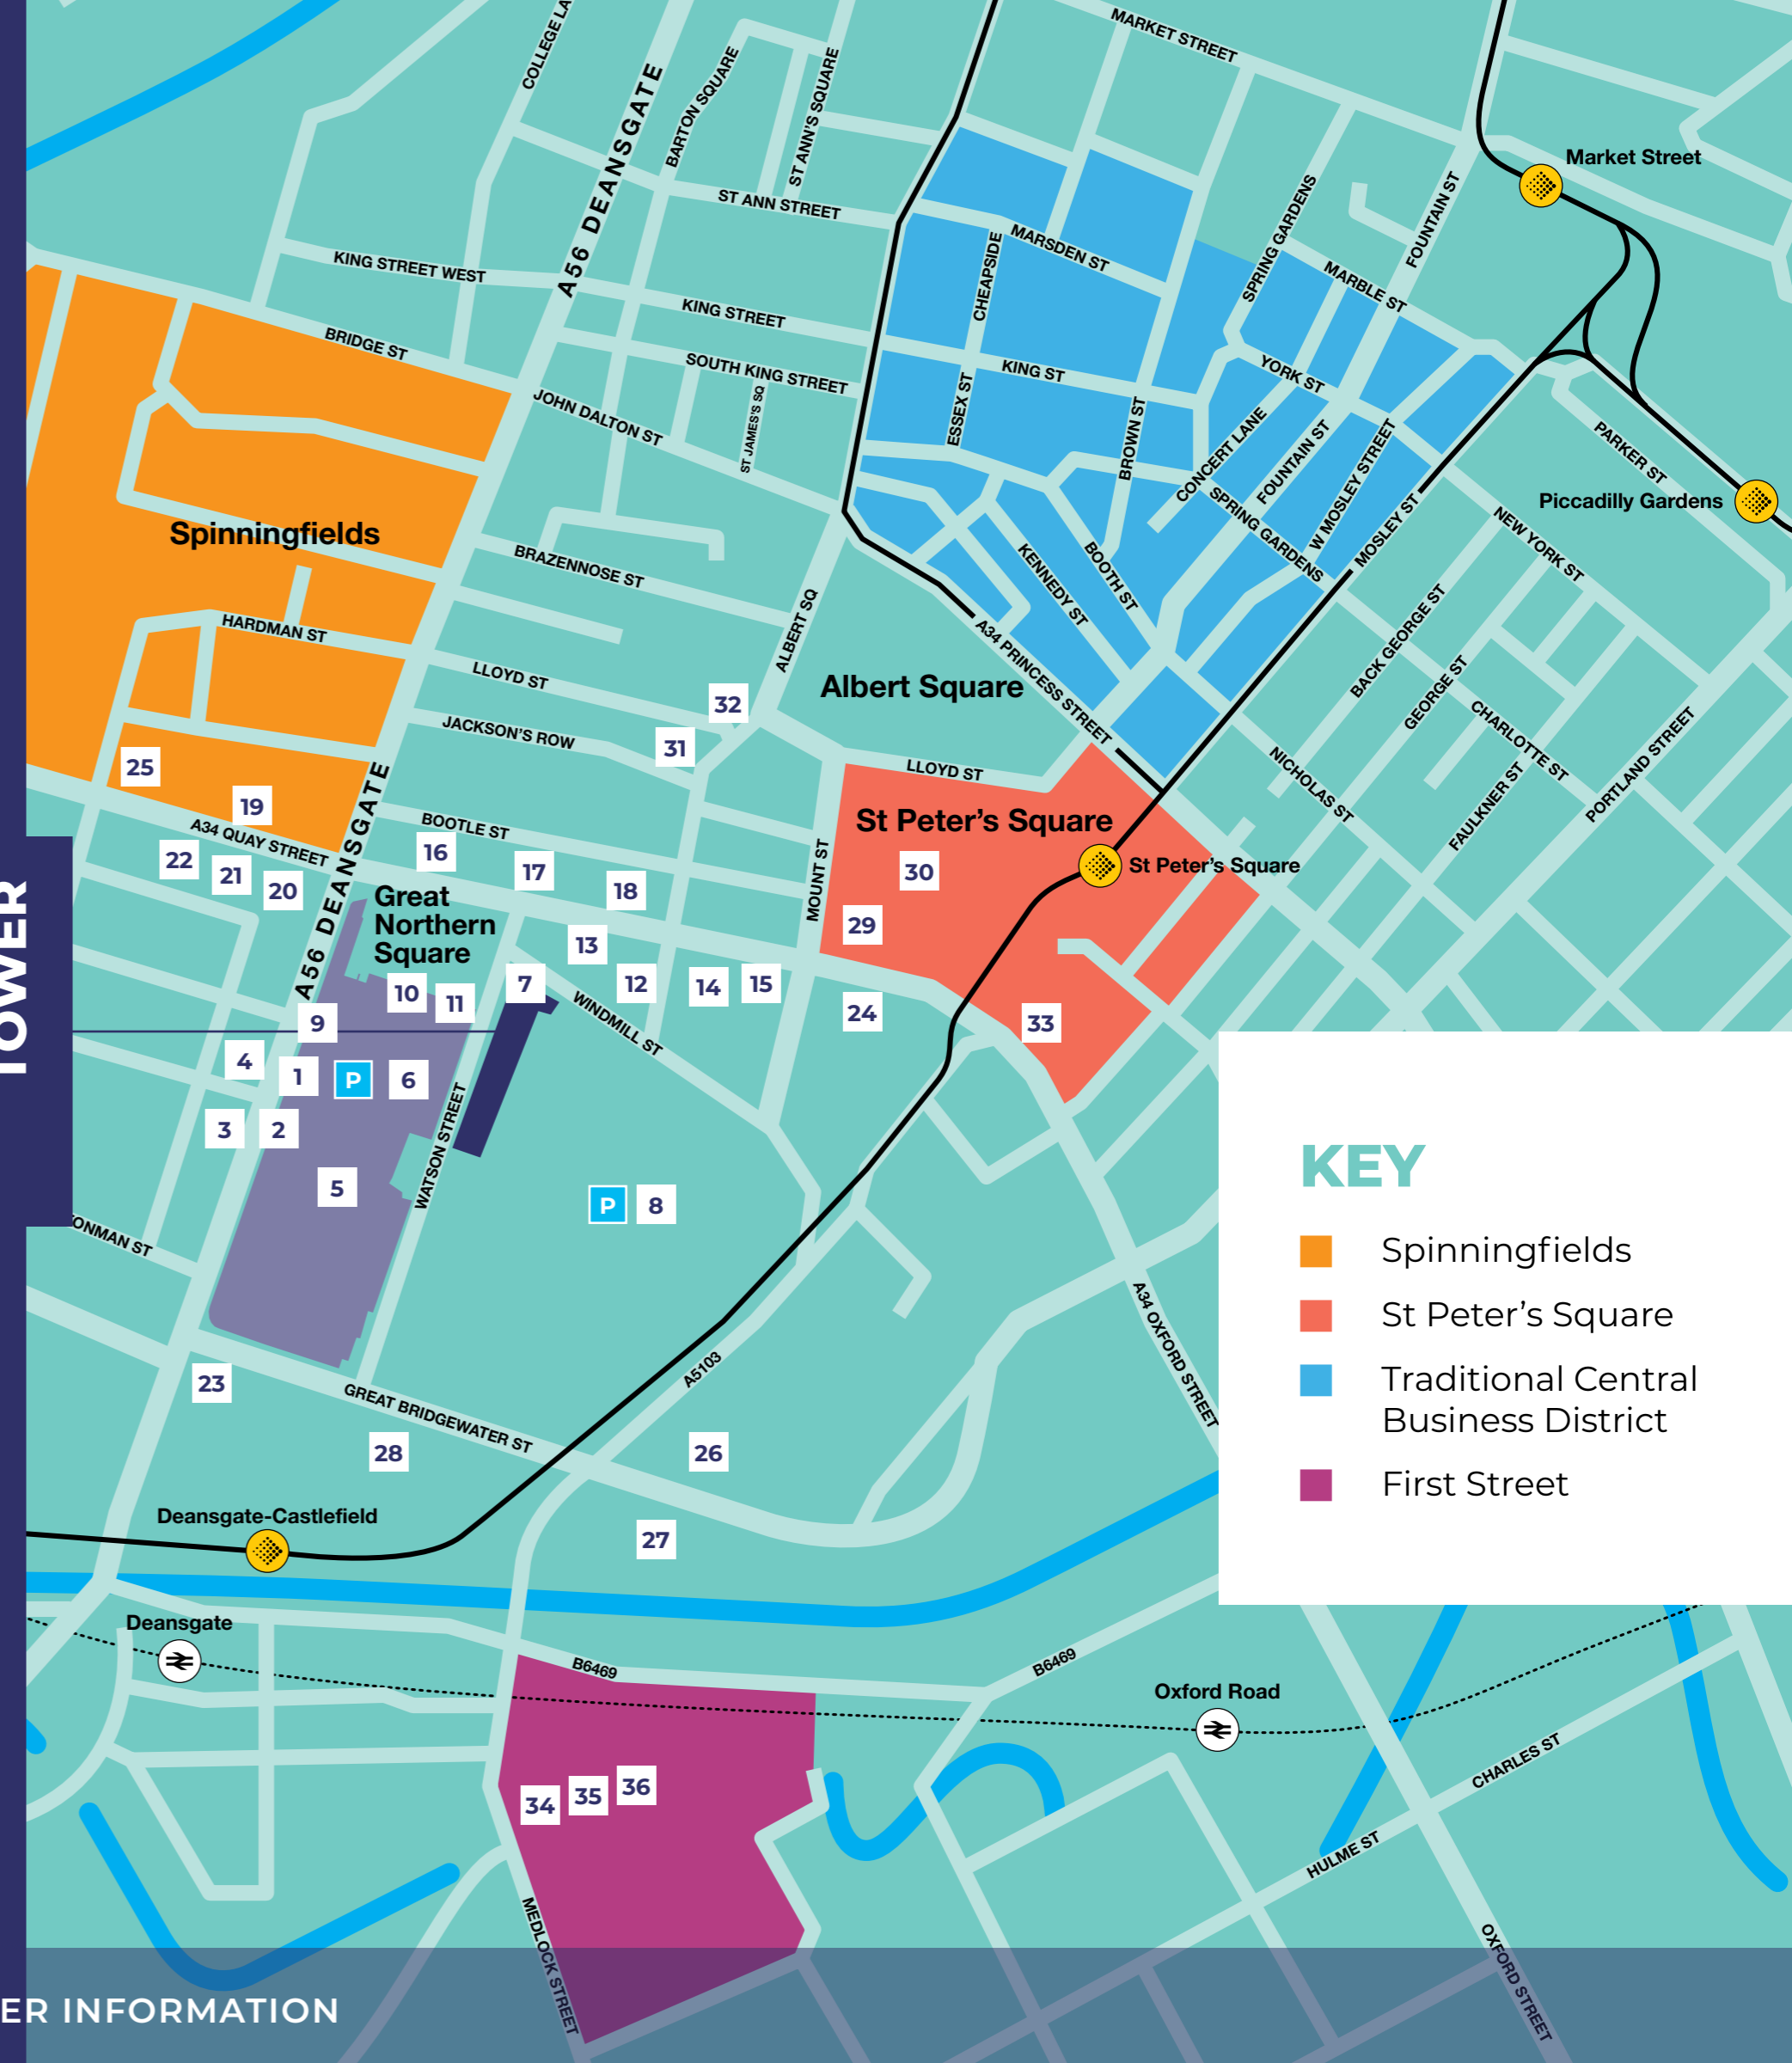 COLLEGE LA
A56 DEANSGATE
BARTON SQUARE
ST ANN'S SQUARE
MARKET STREET
Market Street
ST ANN STREET
KING STREET WEST
KING STREET
SOUTH KING STREET
BRIDGE ST
JOHN DALTON ST
ST JAMES'S SQ
MARSDEN ST
CHEAPSIDE
SPRING GARDENS
FOUNTAIN ST
MARBLE ST
KING ST
YORK ST
ESSEX ST
BROWN ST
CONCERT LANE
FOUNTAIN ST
W MOSLEY STREET
MOSLEY ST
SPRING GARDENS
PARKER ST
Piccadilly Gardens
NEW YORK ST
Spinningfields
BRAZENNOSE ST
KENNEDY ST
BOOTH ST
ALBERT SQ
A34 PRINCESS STREET
HARDMAN ST
LLOYD ST
Albert Square
BACK GEORGE ST
GEORGE ST
CHARLOTTE ST
PORTLAND STREET
NICHOLAS ST
FAULKNER ST
JACKSON'S ROW
32
31
LLOYD ST
25
19
St Peter's Square
St Peter's Square
A34 QUAY STREET
A56 DEANSGATE
BOOTLE ST
MOUNT ST
22
21
20
16
17
18
30
29
Great
Northern
Square
13
12
14
15
24
33
10
11
7
WINDMILL ST
9
4
1
P
6
3
2
5
WATSON STREET
P
8
TOWER
ONMAN ST
23
GREAT BRIDGEWATER ST
A5103
28
26
27
A34 OXFORD STREET
Deansgate-Castlefield
Deansgate
B6469
B6469
Oxford Road
34
35
36
CHARLES ST
HULME ST
MEDLOCK STREET
OXFORD STREET
KEY
Spinningfields
St Peter's Square
Traditional Central
Business District
First Street
ER INFORMATION